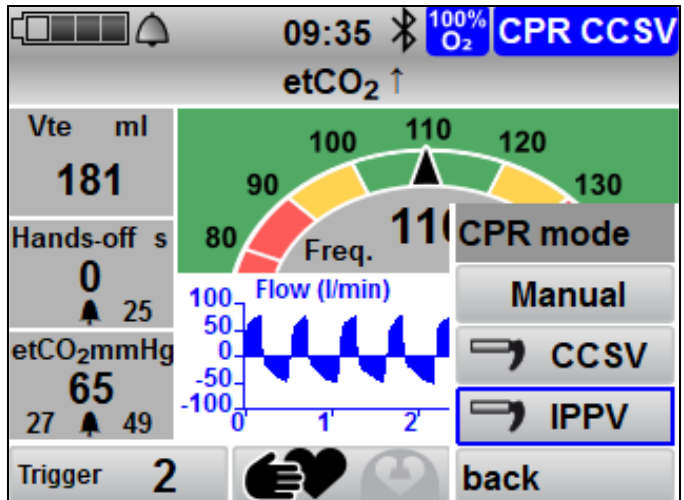 09:35 100% O₂ CPR CCSV
etCO₂ ↑
Vte ml
181
Hands-off s
0
25
etCO₂mmHg
65
27 49
80 90 100 110 120 130
Freq. 110
Flow (l/min)
100
50
0
-50
-100
0 1' 2'
CPR mode
Manual
CCSV
IPPV
back
Trigger 2